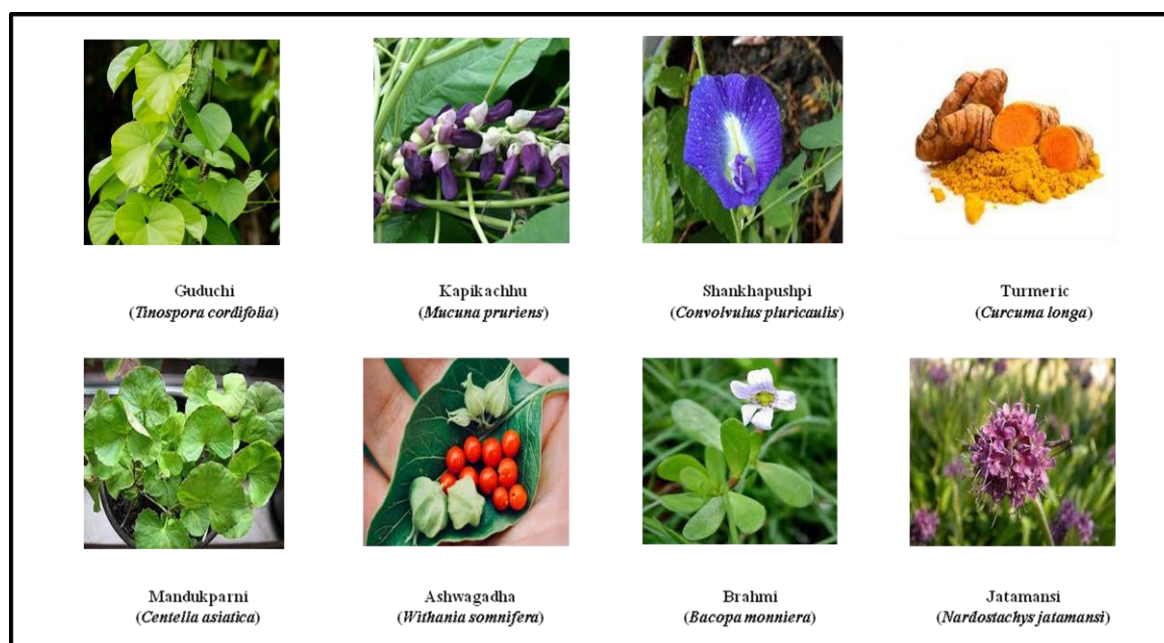 Guduchi
(Tinospora cordifolia)
Kapikachhu
(Mucuna pruriens)
Shankhapushpi
(Convolvulus pluricaulis)
Turmeric
(Curcuma longa)
Mandukparni
(Centella asiatica)
Ashwagadha
(Withania somnifera)
Brahmi
(Bacopa monniera)
Jatamansi
(Nardostachys jatamansi)